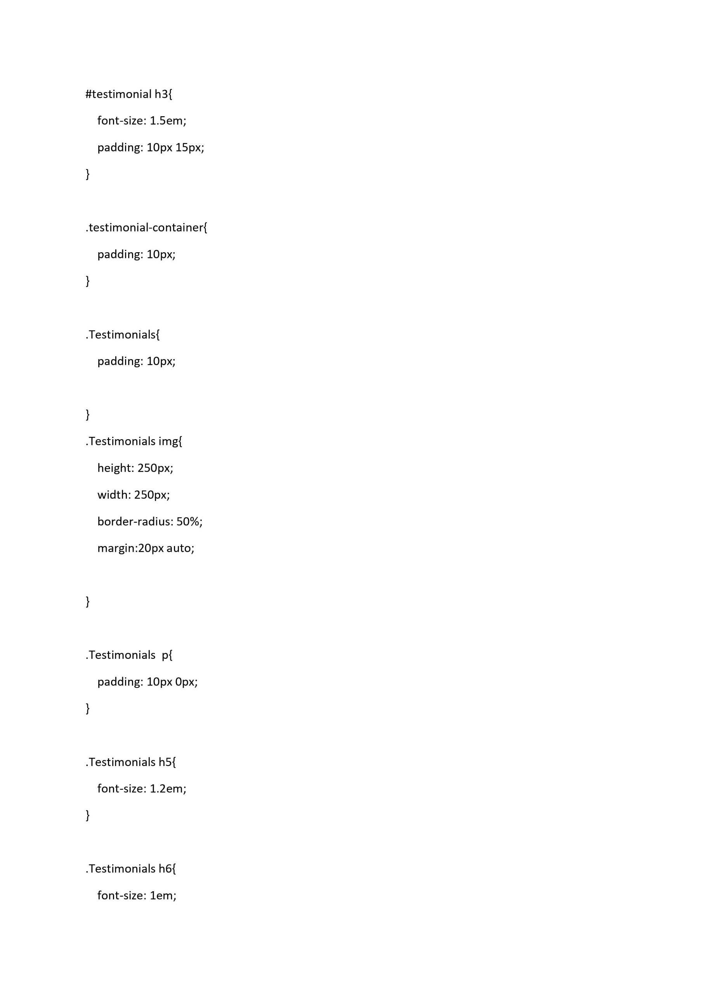 #testimonial h3{
    font-size: 1.5em;
    padding: 10px 15px;
}
.testimonial-container{
    padding: 10px;
}
.Testimonials{
    padding: 10px;
}
.Testimonials img{
    height: 250px;
    width: 250px;
    border-radius: 50%;
    margin:20px auto;
}
.Testimonials  p{
    padding: 10px 0px;
}
.Testimonials h5{
    font-size: 1.2em;
}
.Testimonials h6{
    font-size: 1em;